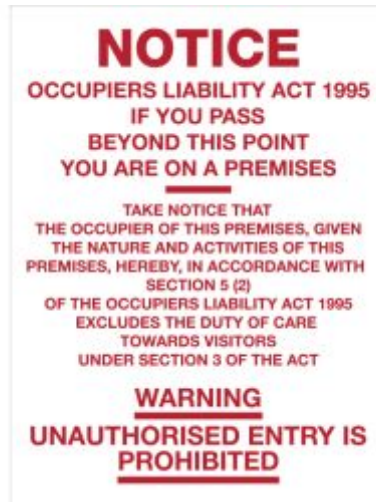 NOTICE
OCCUPIERS LIABILITY ACT 1995
IF YOU PASS
BEYOND THIS POINT
YOU ARE ON A PREMISES
TAKE NOTICE THAT
THE OCCUPIER OF THIS PREMISES, GIVEN
THE NATURE AND ACTIVITIES OF THIS
PREMISES, HEREBY, IN ACCORDANCE WITH
SECTION 5 (2)
OF THE OCCUPIERS LIABILITY ACT 1995
EXCLUDES THE DUTY OF CARE
TOWARDS VISITORS
UNDER SECTION 3 OF THE ACT
WARNING
UNAUTHORISED ENTRY IS
PROHIBITED